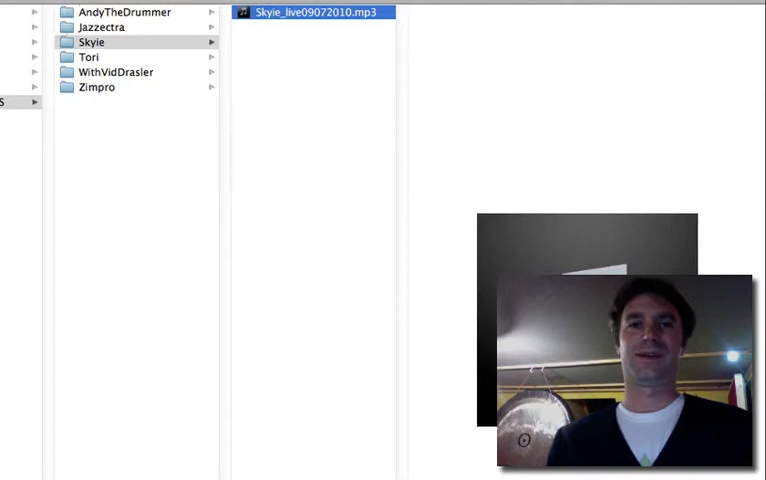 AndyTheDrummer
Skyie_live09072010.mp3
Jazzectra
Skyie
Tori
WithVidDrasler
Zimpro
S